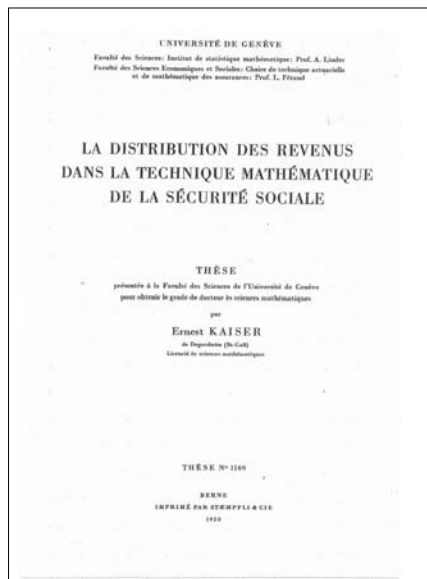 UNIVERSITÉ DE GENÈVE
Faculté des Sciences: Institut de statistique mathématique: Prof. A. Linder
Faculté des Sciences Economiques et Sociales: Chaire de technique actuarielle
et de mathématique des assurances: Prof. L. Féraud
LA DISTRIBUTION DES REVENUS
DANS LA TECHNIQUE MATHÉMATIQUE
DE LA SÉCURITÉ SOCIALE
THÈSE
présentée à la Faculté des Sciences de l'Université de Genève
pour obtenir le grade de docteur ès sciences mathématiques
par
Ernest KAISER
de Degersheim (St-Gall)
Licencié ès sciences mathématiques
THÈSE Nº 1169
BERNE
IMPRIMÉ PAR STÆMPFLI & CIE
1950